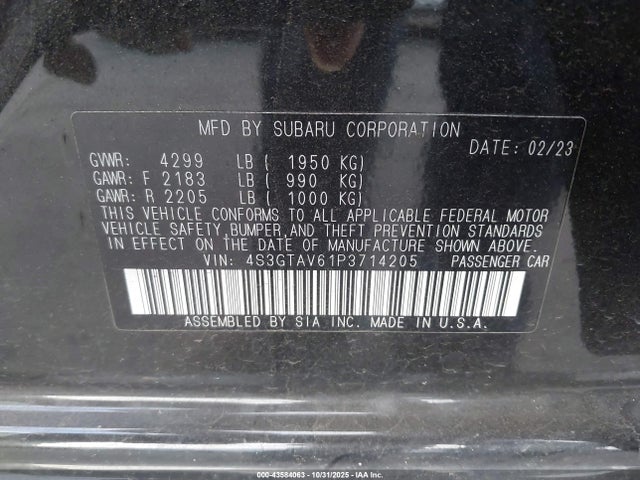 MFD BY SUBARU CORPORATION
DATE: 02/23
GVWR: 4299 LB ( 1950 KG)
GAWR: F 2183 LB ( 990 KG)
GAWR: R 2205 LB ( 1000 KG)
THIS VEHICLE CONFORMS TO ALL APPLICABLE FEDERAL MOTOR
VEHICLE SAFETY, BUMPER, AND THEFT PREVENTION STANDARDS
IN EFFECT ON THE DATE OF MANUFACTURE SHOWN ABOVE.
VIN: 4S3GTAV61P3714205 PASSENGER CAR
ASSEMBLED BY SIA INC. MADE IN U.S.A.
000-43584063 - 10/31/2025 - IAA Inc.